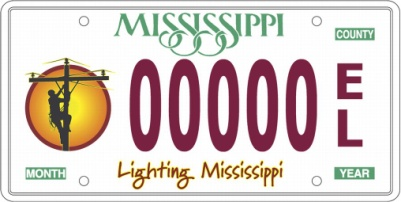 MISSISSIPPI
COUNTY
00000
EL
MONTH
Lighting Mississippi
YEAR